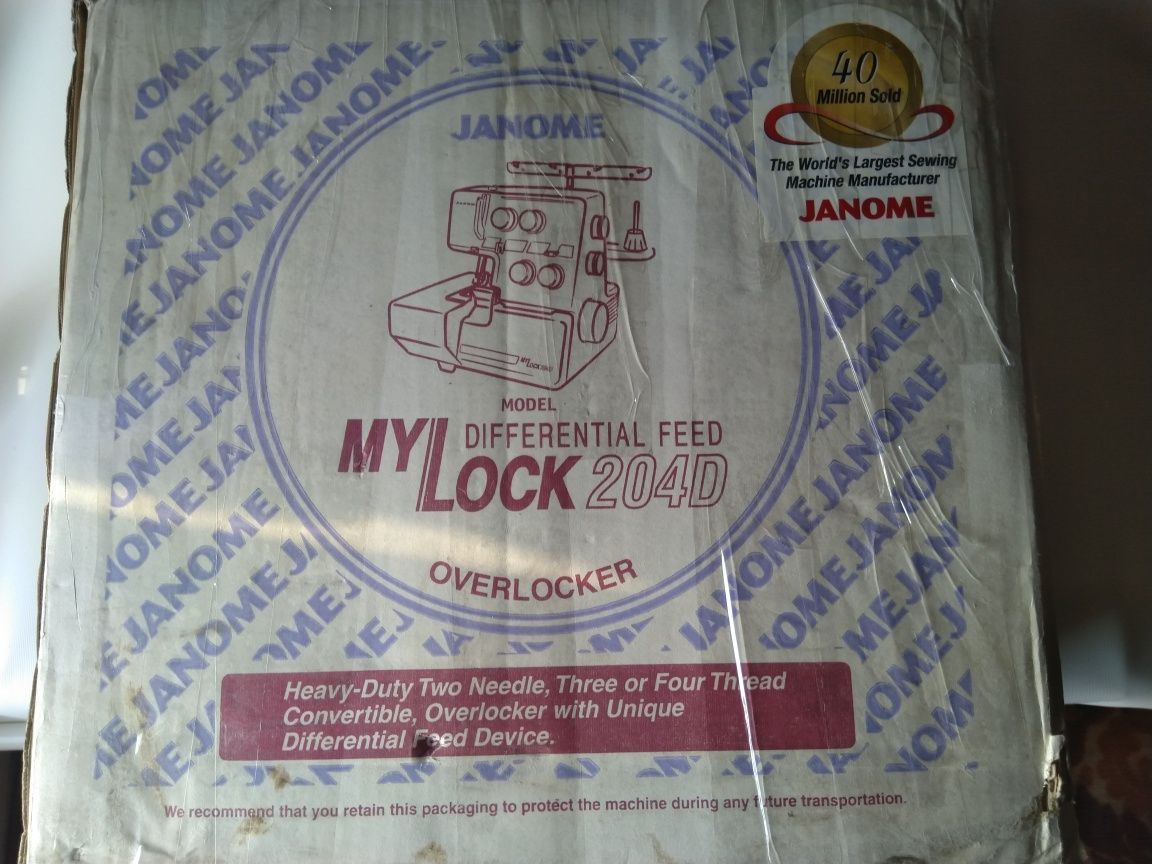 40
Million Sold
The World's Largest Sewing
Machine Manufacturer
JANOME
JANOME
MYLOCK
MODEL
DIFFERENTIAL FEED
MYLOCK 204D
OVERLOCKER
Heavy-Duty Two Needle, Three or Four Thread
Convertible, Overlocker with Unique
Differential Feed Device.
We recommend that you retain this packaging to protect the machine during any future transportation.